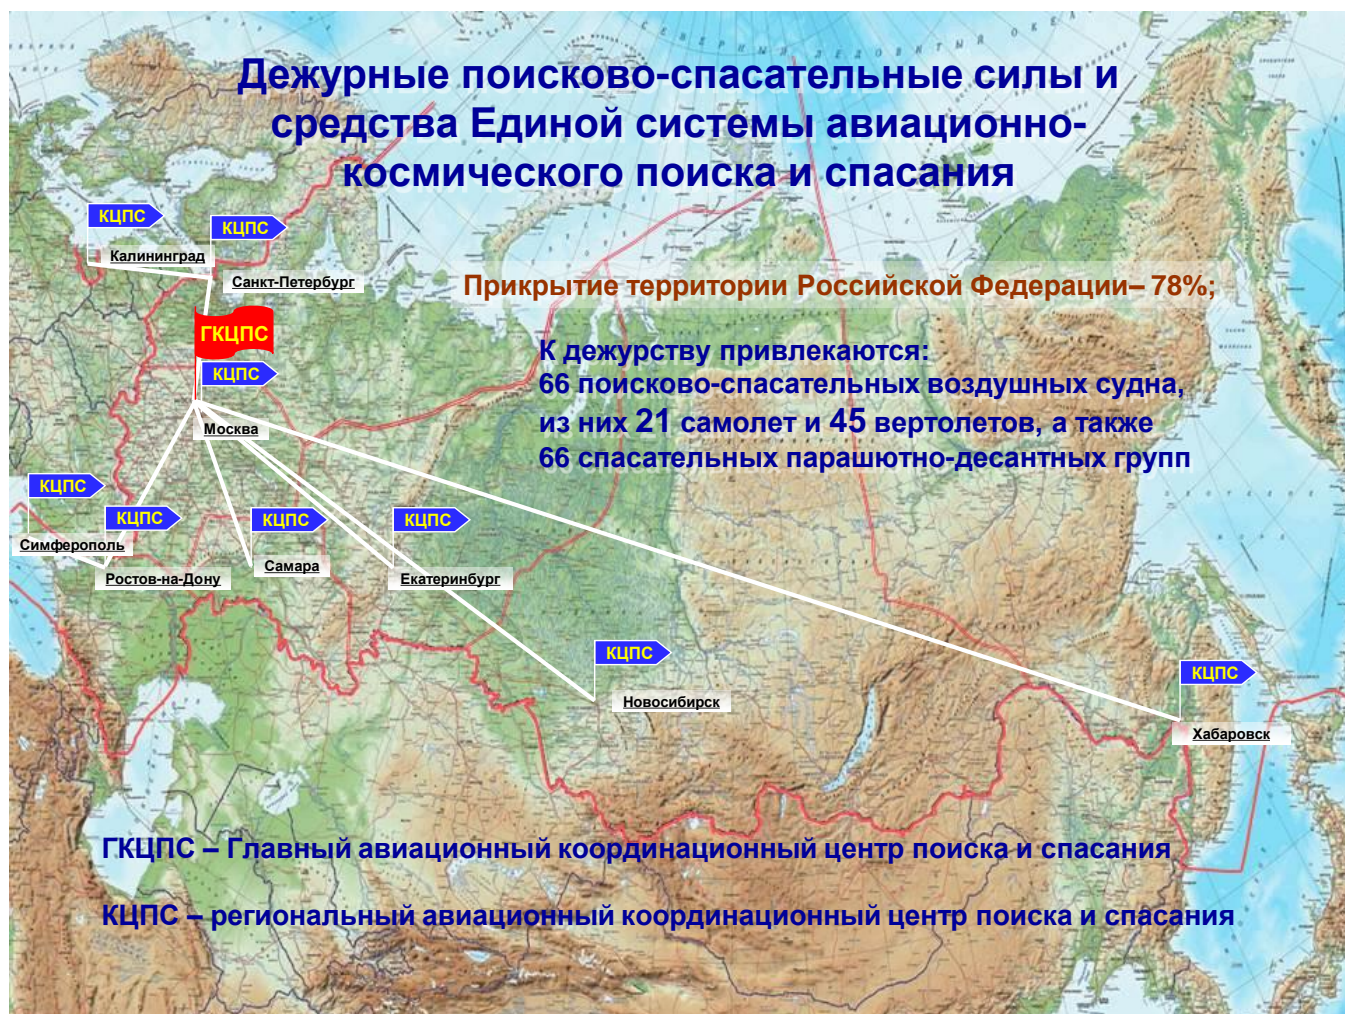 Дежурные поисково-спасательные силы и
средства Единой системы авиационно-
космического поиска и спасания
КЦПС
КЦПС
Калининград
Санкт-Петербург
Прикрытие территории Российской Федерации– 78%;
ГКЦПС
КЦПС
Москва
К дежурству привлекаются:
66 поисково-спасательных воздушных судна,
из них 21 самолет и 45 вертолетов, а также
66 спасательных парашютно-десантных групп
КЦПС
КЦПС
КЦПС
КЦПС
Симферополь
Ростов-на-Дону
Самара
Екатеринбург
КЦПС
Новосибирск
КЦПС
Хабаровск
ГКЦПС – Главный авиационный координационный центр поиска и спасания
КЦПС – региональный авиационный координационный центр поиска и спасания